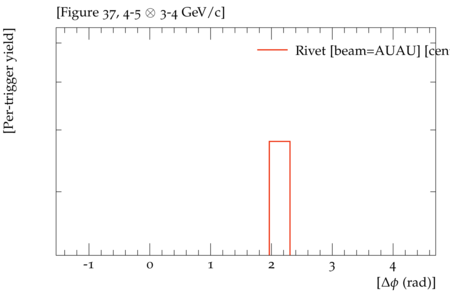 [Figure 37, 4-5 ⊗ 3-4 GeV/c]
[Per-trigger yield]
Rivet [beam=AUAU] [cen
-1 0 1 2 3 4
[Δϕ (rad)]